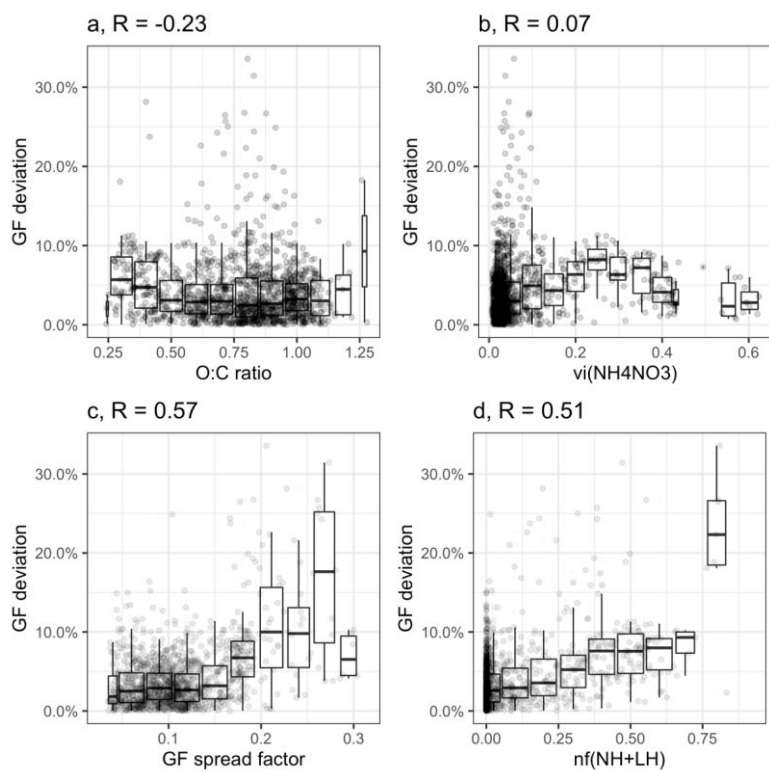 a, R = -0.23
GF deviation
30.0%
20.0%
10.0%
0.0%
0.25 0.50 0.75 1.00 1.25
O:C ratio
b, R = 0.07
GF deviation
30.0%
20.0%
10.0%
0.0%
0.0 0.2 0.4 0.6
vi(NH4NO3)
c, R = 0.57
GF deviation
30.0%
20.0%
10.0%
0.0%
0.1 0.2 0.3
GF spread factor
d, R = 0.51
GF deviation
30.0%
20.0%
10.0%
0.0%
0.00 0.25 0.50 0.75
nf(NH+LH)